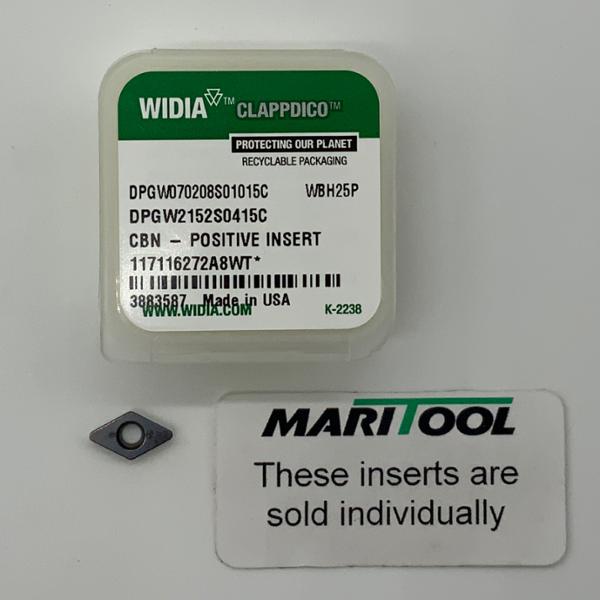 WIDIA™ CLAPPDICO™
PROTECTING OUR PLANET
RECYCLABLE PACKAGING
DPGW070208S01015C WBH25P
DPGW2152S0415C
CBN – POSITIVE INSERT
117116272A8WT*
3883587 Made in USA
WWW.WIDIA.COM K-2238
MARITOOL
These inserts are
sold individually